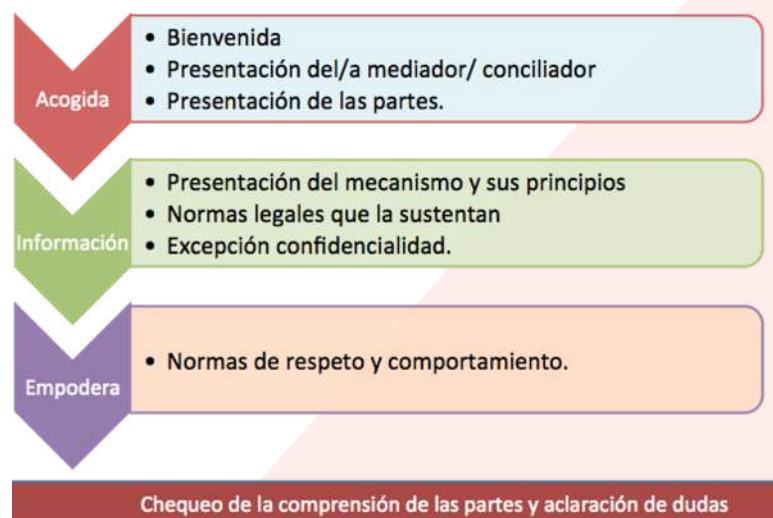 Acogida
• Bienvenida
• Presentación del/a mediador/ conciliador
• Presentación de las partes.
Información
• Presentación del mecanismo y sus principios
• Normas legales que la sustentan
• Excepción confidencialidad.
Empodera
• Normas de respeto y comportamiento.
Chequeo de la comprensión de las partes y aclaración de dudas